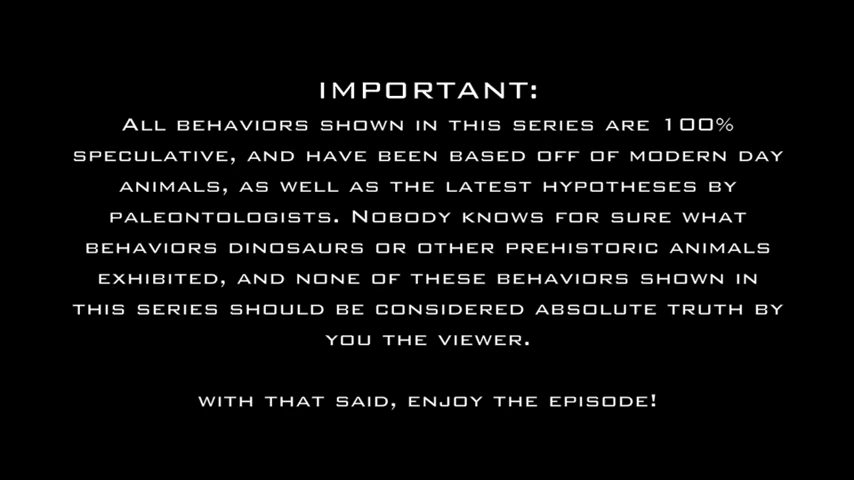 IMPORTANT:
ALL BEHAVIORS SHOWN IN THIS SERIES ARE 100%
SPECULATIVE, AND HAVE BEEN BASED OFF OF MODERN DAY
ANIMALS, AS WELL AS THE LATEST HYPOTHESES BY
PALEONTOLOGISTS. NOBODY KNOWS FOR SURE WHAT
BEHAVIORS DINOSAURS OR OTHER PREHISTORIC ANIMALS
EXHIBITED, AND NONE OF THESE BEHAVIORS SHOWN IN
THIS SERIES SHOULD BE CONSIDERED ABSOLUTE TRUTH BY
YOU THE VIEWER.
WITH THAT SAID, ENJOY THE EPISODE!